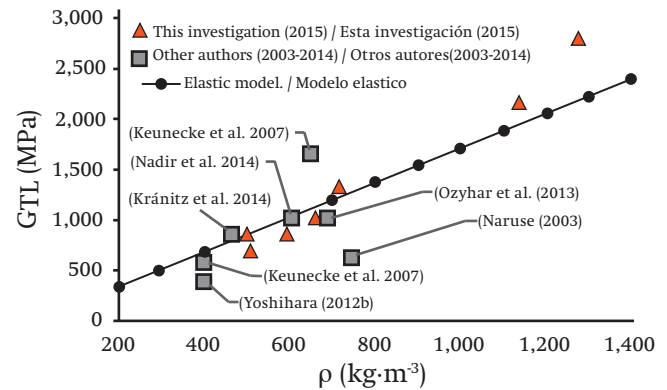 3,000
2,500
2,000
1,500
1,000
500
0
GTL (MPa)
This investigation (2015) / Esta investigación (2015)
Other authors (2003-2014) / Otros autores(2003-2014)
Elastic model. / Modelo elastico
(Keunecke et al. 2007)
(Nadir et al. 2014)
(Kránitz et al. 2014)
(Ozyhar et al. (2013)
(Naruse (2003)
(Keunecke et al. 2007)
(Yoshihara (2012b)
200 400 600 800 1,000 1,200 1,400
ρ (kg·m-3)